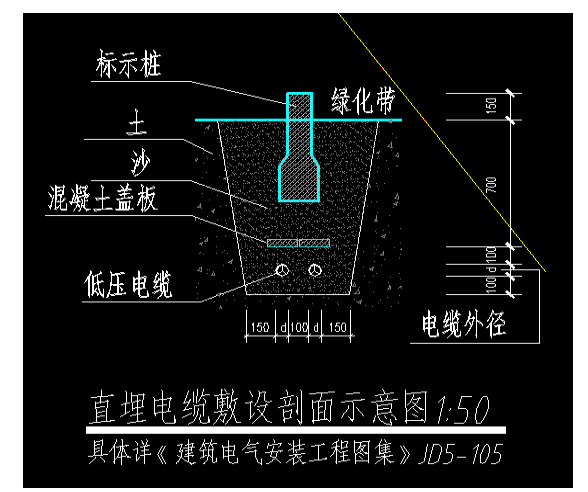 标示桩
绿化带
土
沙
混凝土盖板
低压电缆
150
700
100
d
100
电缆外径
150 d 100 d 150
直埋电缆敷设剖面示意图1:50
具体详《建筑电气安装工程图集》JD5-105